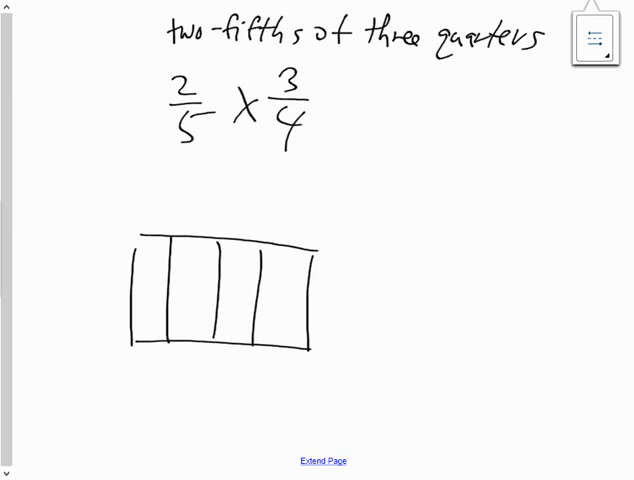 two-fifths of three quarters
2/5 × 3/4
Extend Page